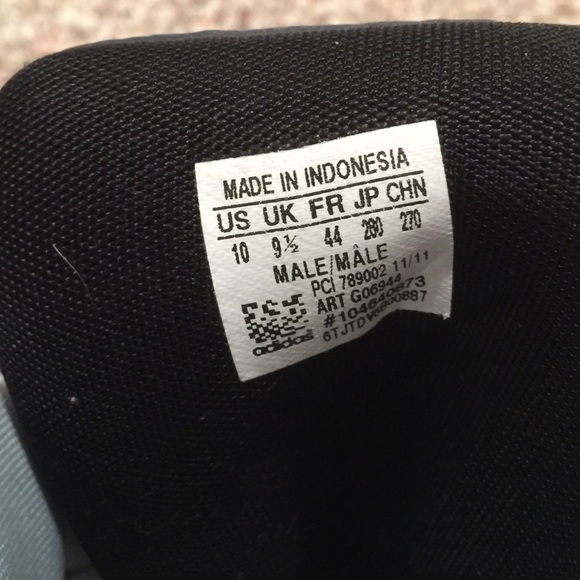 MADE IN INDONESIA
US UK FR JP CHN
10 9½ 44 280 270
MALE/MÂLE
PCI 789002 11/11
ART G06944
adidas